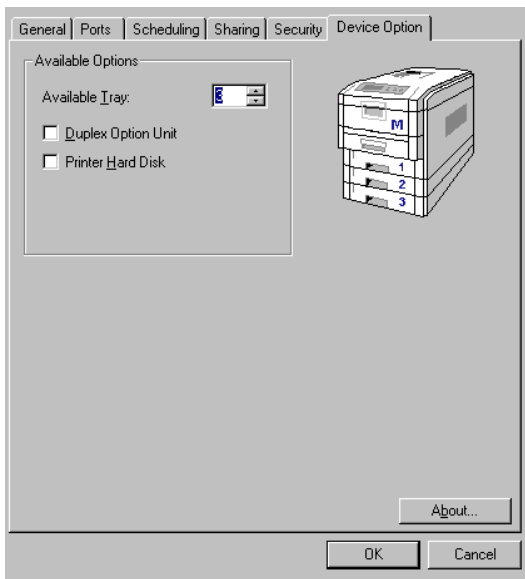 General Ports Scheduling Sharing Security Device Option
Available Options
Available Tray: 3
Duplex Option Unit
Printer Hard Disk
M
1
2
3
About...
OK Cancel